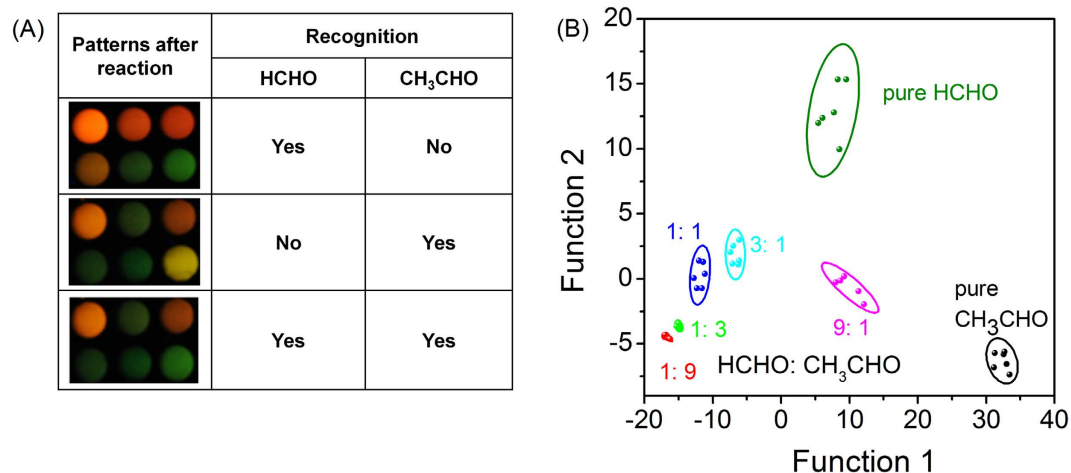 (A)
Patterns after
reaction
Recognition
HCHO
CH₃CHO
Yes
No
No
Yes
Yes
Yes
(B)
20
15
10
5
0
-5
Function 2
pure HCHO
1: 1
3: 1
9: 1
pure
CH₃CHO
1: 3
1: 9
HCHO: CH₃CHO
-20
-10
0
10
20
30
40
Function 1